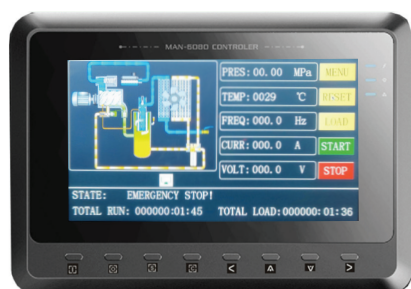 MAN-6080 CONTROLER
PRES: 00.00 MPa MENU
TEMP: 0029 ℃ RESET
FREQ: 000.0 Hz LOAD
CURR: 000.0 A START
VOLT: 000.0 V STOP
STATE: EMERGENCY STOP!
TOTAL RUN: 000000:01:45 TOTAL LOAD: 000000:01:36